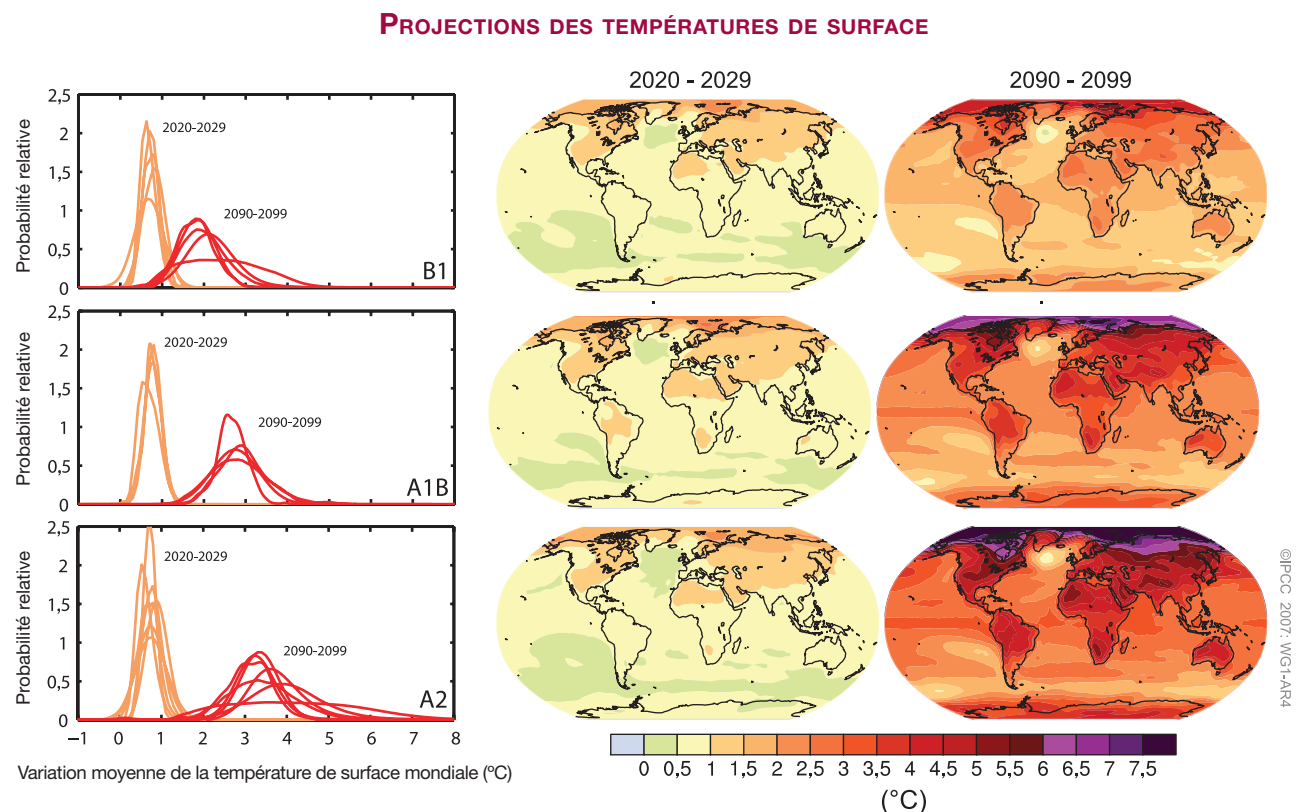 PROJECTIONS DES TEMPÉRATURES DE SURFACE
2020 - 2029
2090 - 2099
Probabilité relative
2,5
2
1,5
1
0,5
0
2020-2029
2090-2099
B1
Probabilité relative
2,5
2
1,5
1
0,5
0
2020-2029
2090-2099
A1B
Probabilité relative
2,5
2
1,5
1
0,5
0
2020-2029
2090-2099
A2
−1 0 1 2 3 4 5 6 7 8
Variation moyenne de la température de surface mondiale (ºC)
0 0,5 1 1,5 2 2,5 3 3,5 4 4,5 5 5,5 6 6,5 7 7,5
(°C)
©IPCC 2007: WG1-AR4